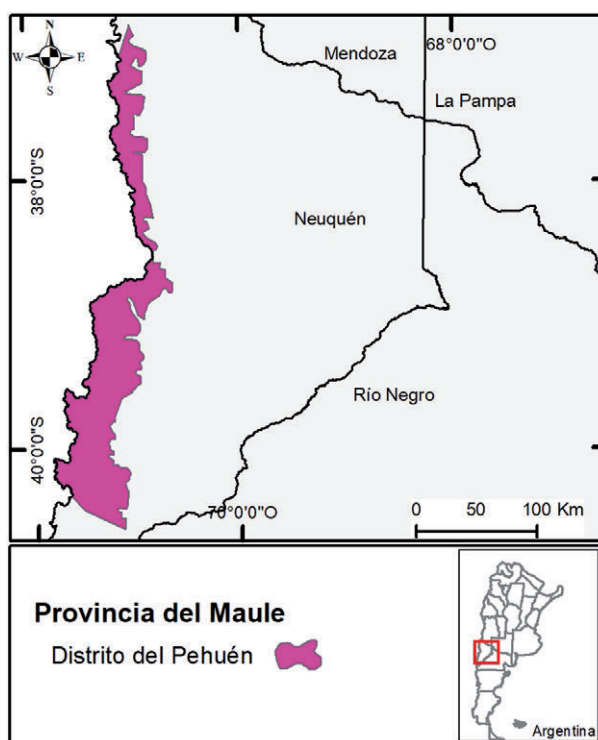 N
W E
S
Mendoza
68°0'0"O
La Pampa
38°0'0"S
Neuquén
Río Negro
40°0'0"S
70°0'0"O
0 50 100 Km
Provincia del Maule
Distrito del Pehuén
Argentina